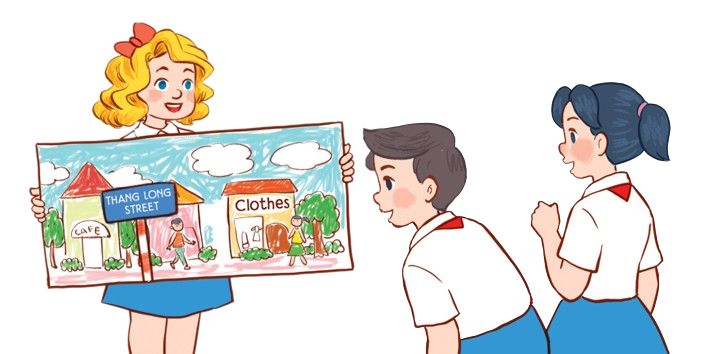 THANG LONG
STREET
Clothes
CAFE